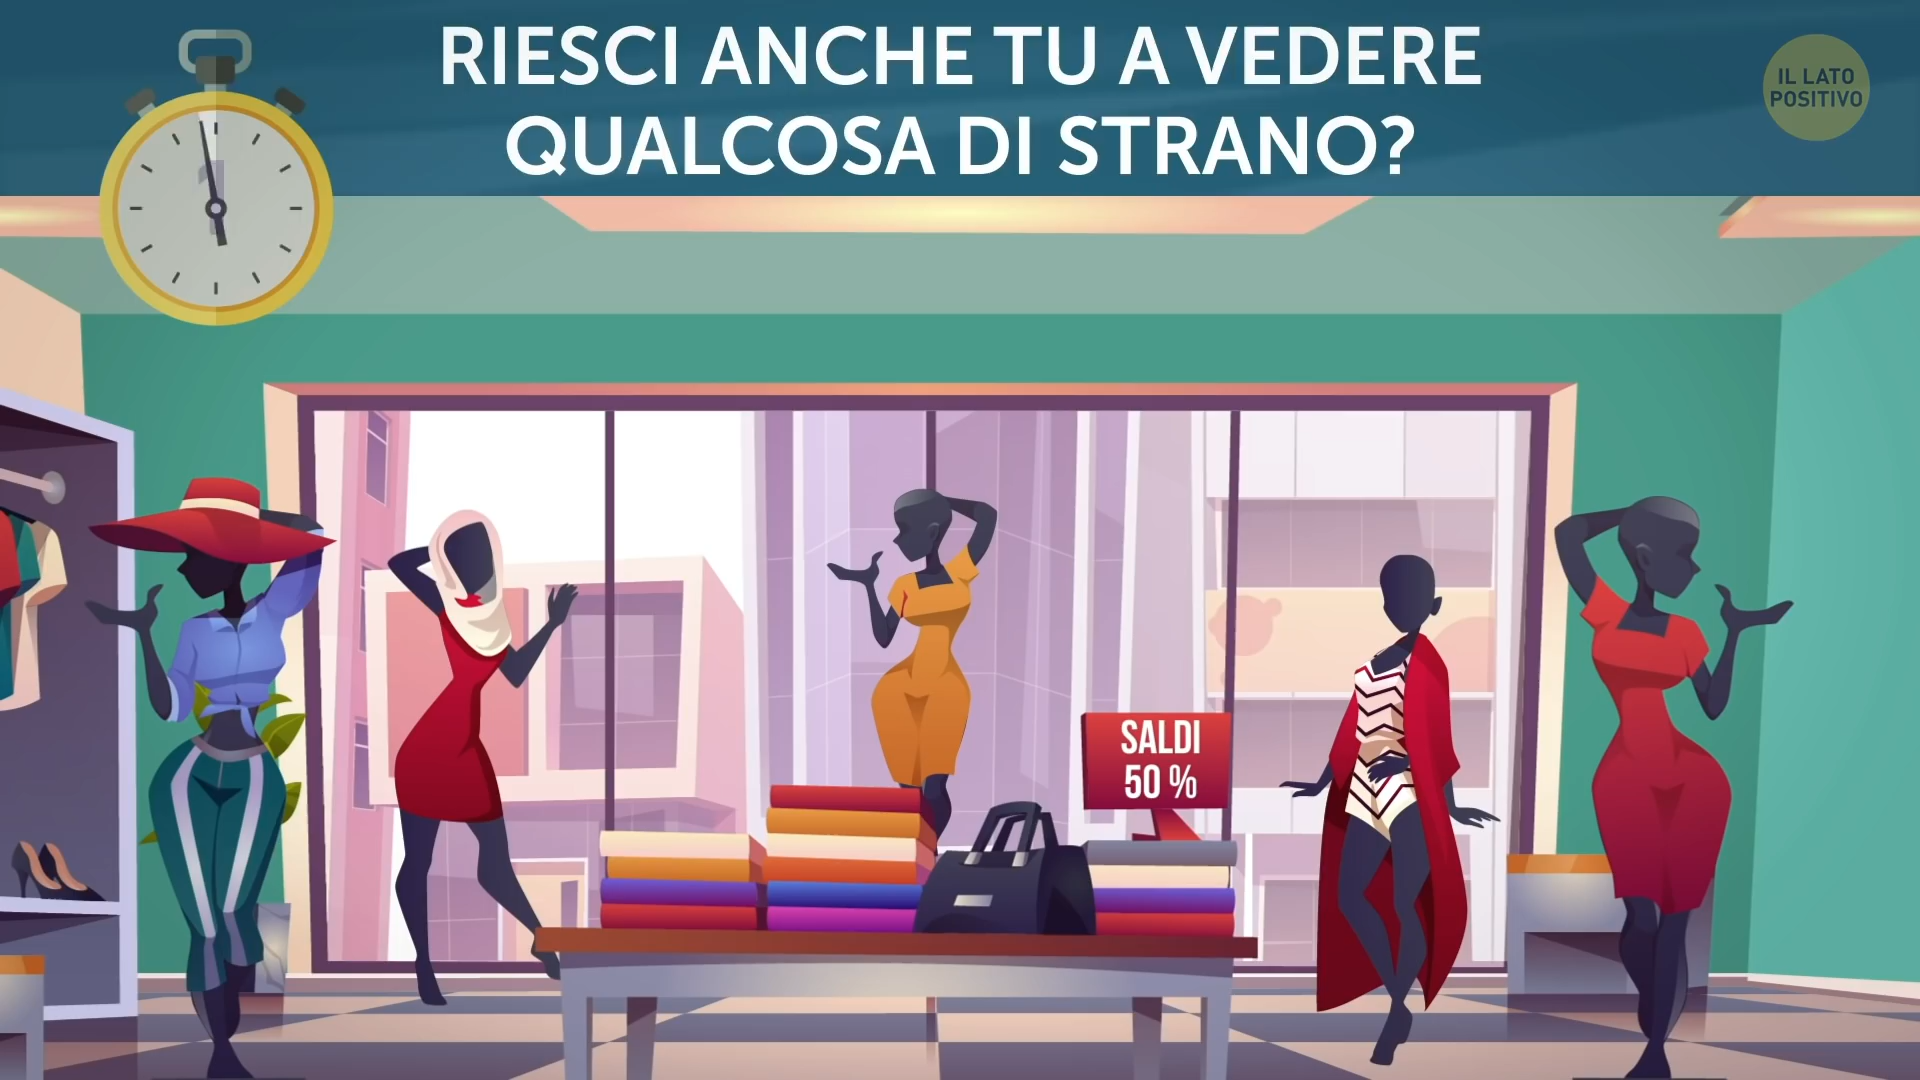 RIESCI ANCHE TU A VEDERE
QUALCOSA DI STRANO?
IL LATO
POSITIVO
SALDI
50 %